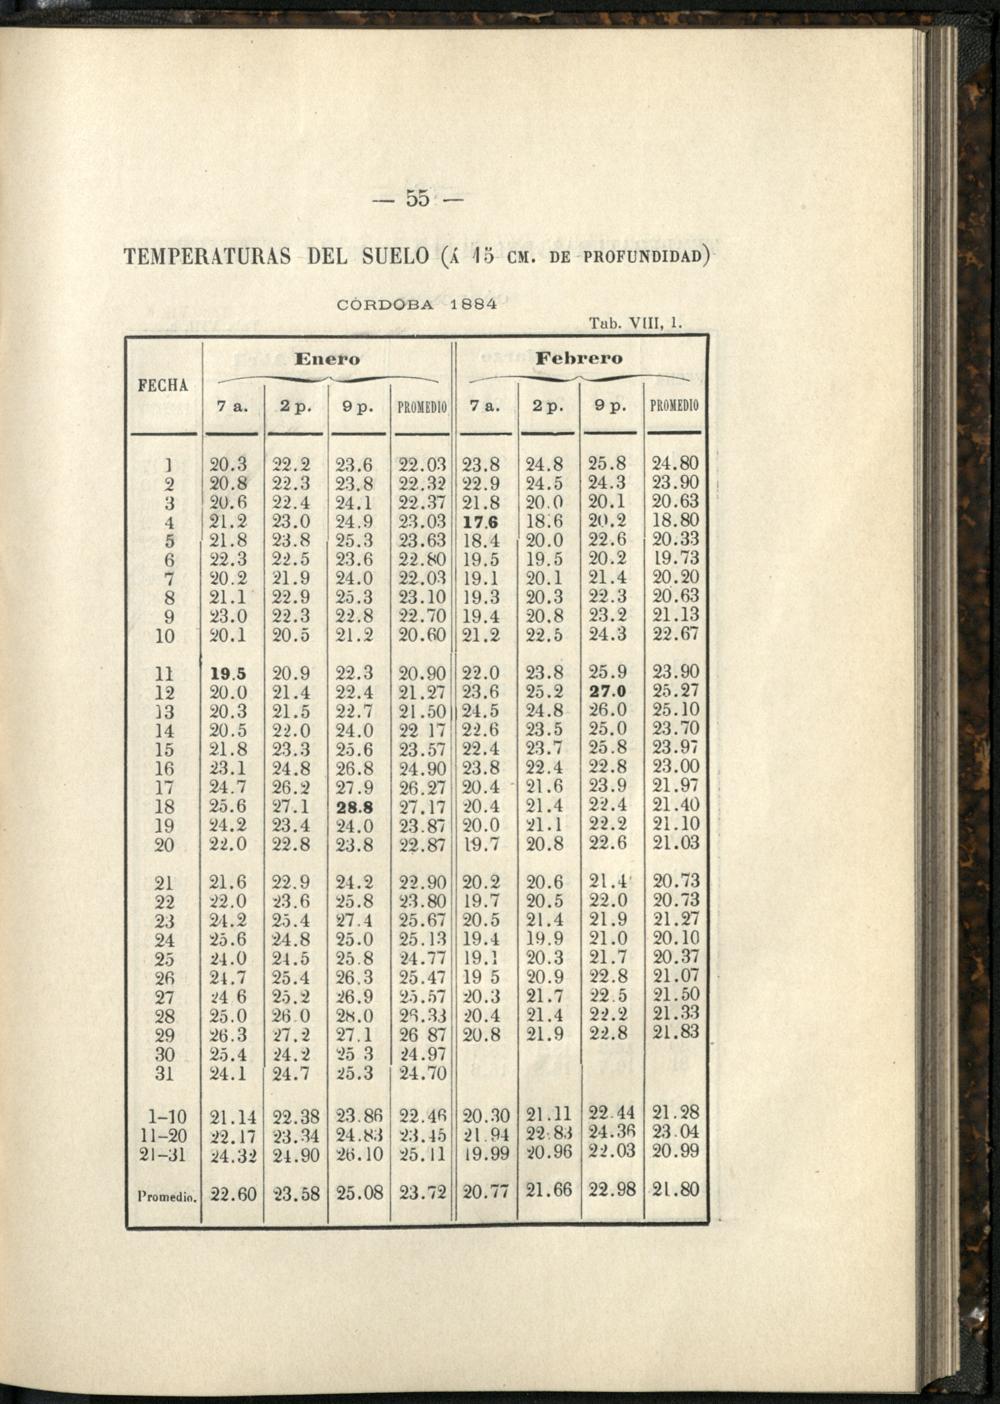 — 55 —
TEMPERATURAS DEL SUELO (Á 15 CM. DE PROFUNDIDAD)
CÓRDOBA 1884
Tab. VIII, 1.
FECHA Enero Febrero
7 a. 2 p. 9 p. PROMEDIO 7 a. 2 p. 9 p. PROMEDIO
1 20.3 22.2 23.6 22.03 23.8 24.8 25.8 24.80
2 20.8 22.3 23.8 22.32 22.9 24.5 24.3 23.90
3 20.6 22.4 24.1 22.37 21.8 20.0 20.1 20.63
4 21.2 23.0 24.9 23.03 17.6 18.6 20.2 18.80
5 21.8 23.8 25.3 23.63 18.4 20.0 22.6 20.33
6 22.3 22.5 23.6 22.80 19.5 19.5 20.2 19.73
7 20.2 21.9 24.0 22.03 19.1 20.1 21.4 20.20
8 21.1 22.9 25.3 23.10 19.3 20.3 22.3 20.63
9 23.0 22.3 22.8 22.70 19.4 20.8 23.2 21.13
10 20.1 20.5 21.2 20.60 21.2 22.5 24.3 22.67
11 19.5 20.9 22.3 20.90 22.0 23.8 25.9 23.90
12 20.0 21.4 22.4 21.27 23.6 25.2 27.0 25.27
13 20.3 21.5 22.7 21.50 24.5 24.8 26.0 25.10
14 20.5 22.0 24.0 22 17 22.6 23.5 25.0 23.70
15 21.8 23.3 25.6 23.57 22.4 23.7 25.8 23.97
16 23.1 24.8 26.8 24.90 23.8 22.4 22.8 23.00
17 24.7 26.2 27.9 26.27 20.4 21.6 23.9 21.97
18 25.6 27.1 28.8 27.17 20.4 21.4 22.4 21.40
19 24.2 23.4 24.0 23.87 20.0 21.1 22.2 21.10
20 22.0 22.8 23.8 22.87 19.7 20.8 22.6 21.03
21 21.6 22.9 24.2 22.90 20.2 20.6 21.4 20.73
22 22.0 23.6 25.8 23.80 19.7 20.5 22.0 20.73
23 24.2 25.4 27.4 25.67 20.5 21.4 21.9 21.27
24 25.6 24.8 25.0 25.13 19.4 19.9 21.0 20.10
25 24.0 24.5 25.8 24.77 19.1 20.3 21.7 20.37
26 24.7 25.4 26.3 25.47 19 5 20.9 22.8 21.07
27 24 6 25.2 26.9 25.57 20.3 21.7 22.5 21.50
28 25.0 26.0 28.0 26.33 20.4 21.4 22.2 21.33
29 26.3 27.2 27.1 26 87 20.8 21.9 22.8 21.83
30 25.4 24.2 25 3 24.97
31 24.1 24.7 25.3 24.70
1–10 21.14 22.38 23.86 22.46 20.30 21.11 22.44 21.28
11–20 22.17 23.34 24.83 23.45 21.94 22.83 24.36 23 04
21–31 24.32 24.90 26.10 25.11 19.99 20.96 22.03 20.99
Promedio. 22.60 23.58 25.08 23.72 20.77 21.66 22.98 21.80